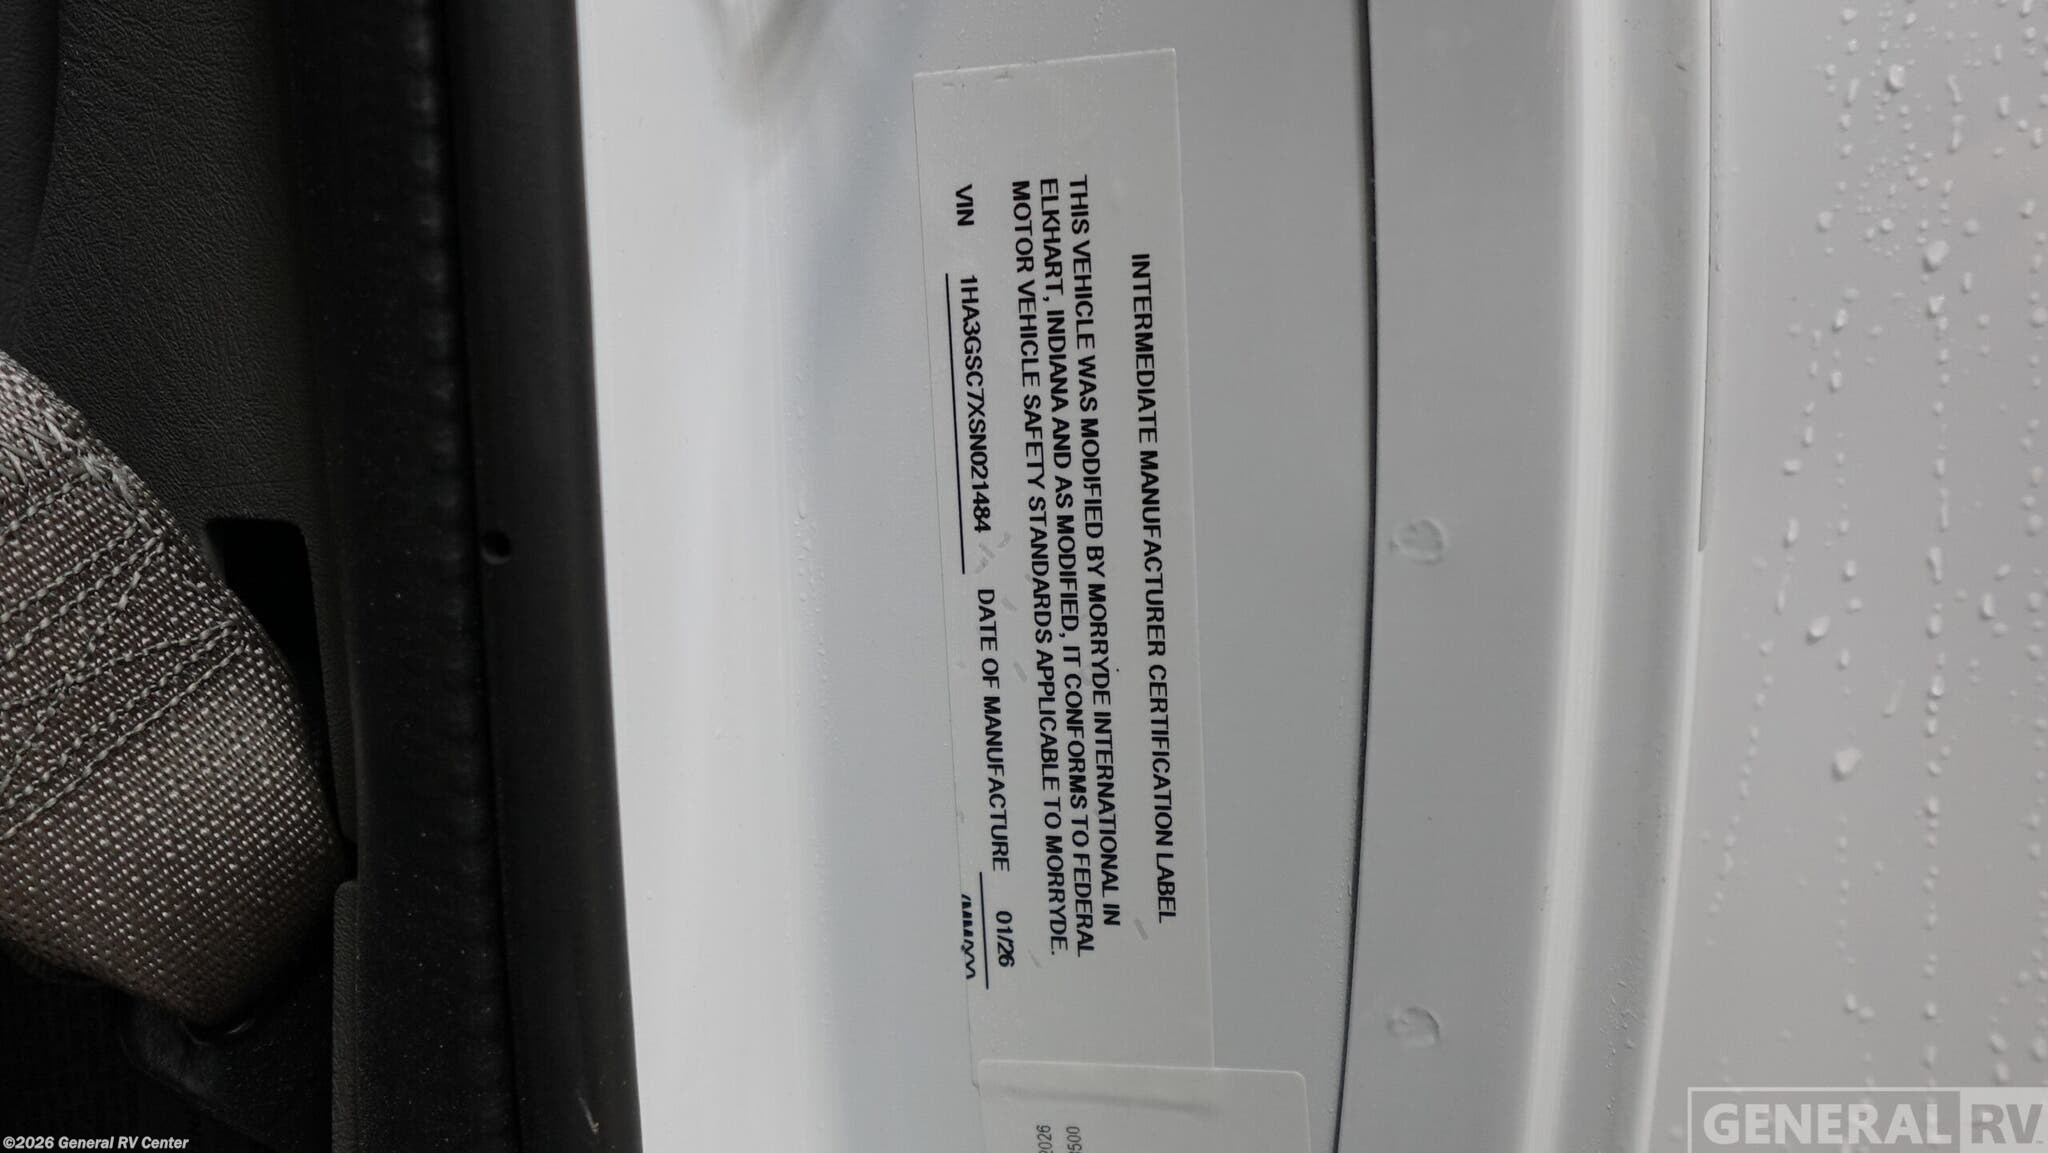 INTERMEDIATE MANUFACTURER CERTIFICATION LABEL
THIS VEHICLE WAS MODIFIED BY MORRYDE INTERNATIONAL IN
ELKHART, INDIANA AND AS MODIFIED, IT CONFORMS TO FEDERAL
MOTOR VEHICLE SAFETY STANDARDS APPLICABLE TO MORRYDE.
VIN 1HA3GSC7XSN021484 DATE OF MANUFACTURE 01/26
GENERAL RV
©2026 General RV Center